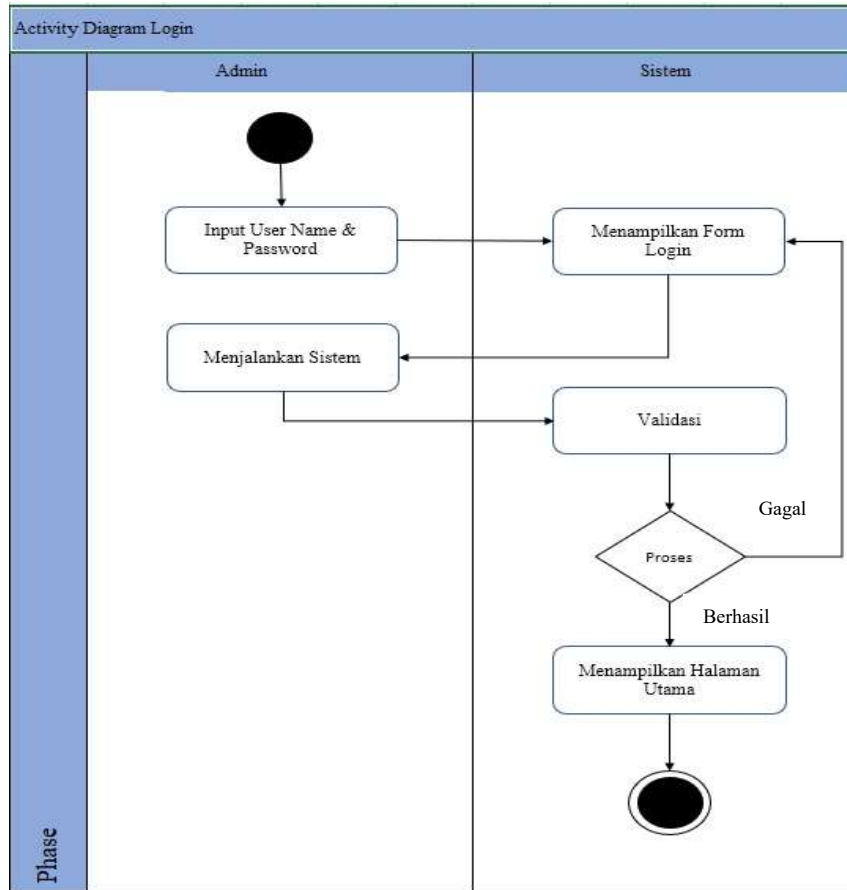 Activity Diagram Login
Admin
Sistem
Input User Name &
Password
Menampilkan Form
Login
Menjalankan Sistem
Validasi
Gagal
Proses
Berhasil
Menampilkan Halaman
Utama
Phase